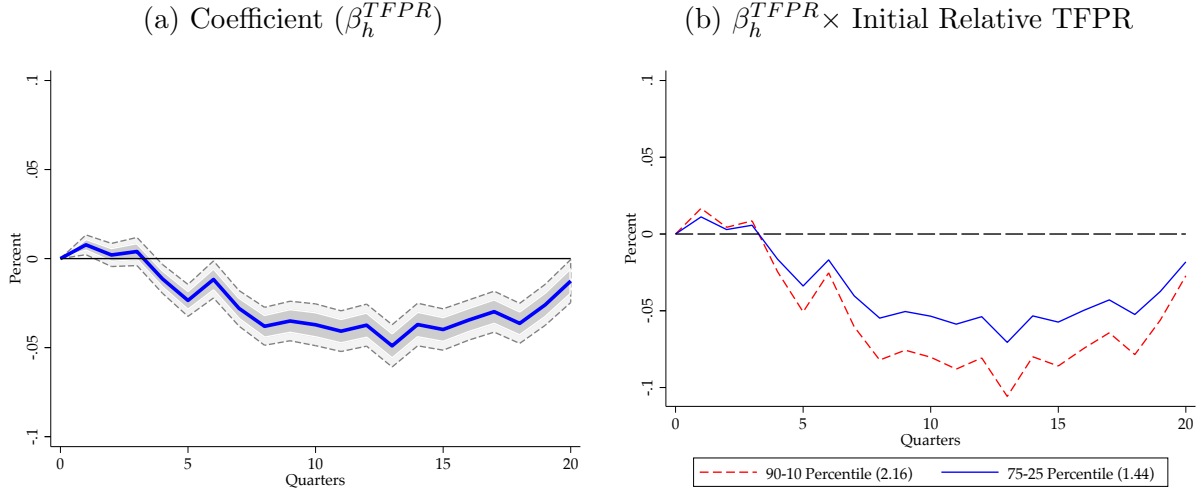 (a) Coefficient (β_h^{TFPR})
.1
.05
0
-.05
-.1
Percent
0 5 10 15 20
Quarters
(b) β_h^{TFPR}× Initial Relative TFPR
.1
.05
0
-.05
-.1
Percent
0 5 10 15 20
Quarters
90-10 Percentile (2.16) 75-25 Percentile (1.44)